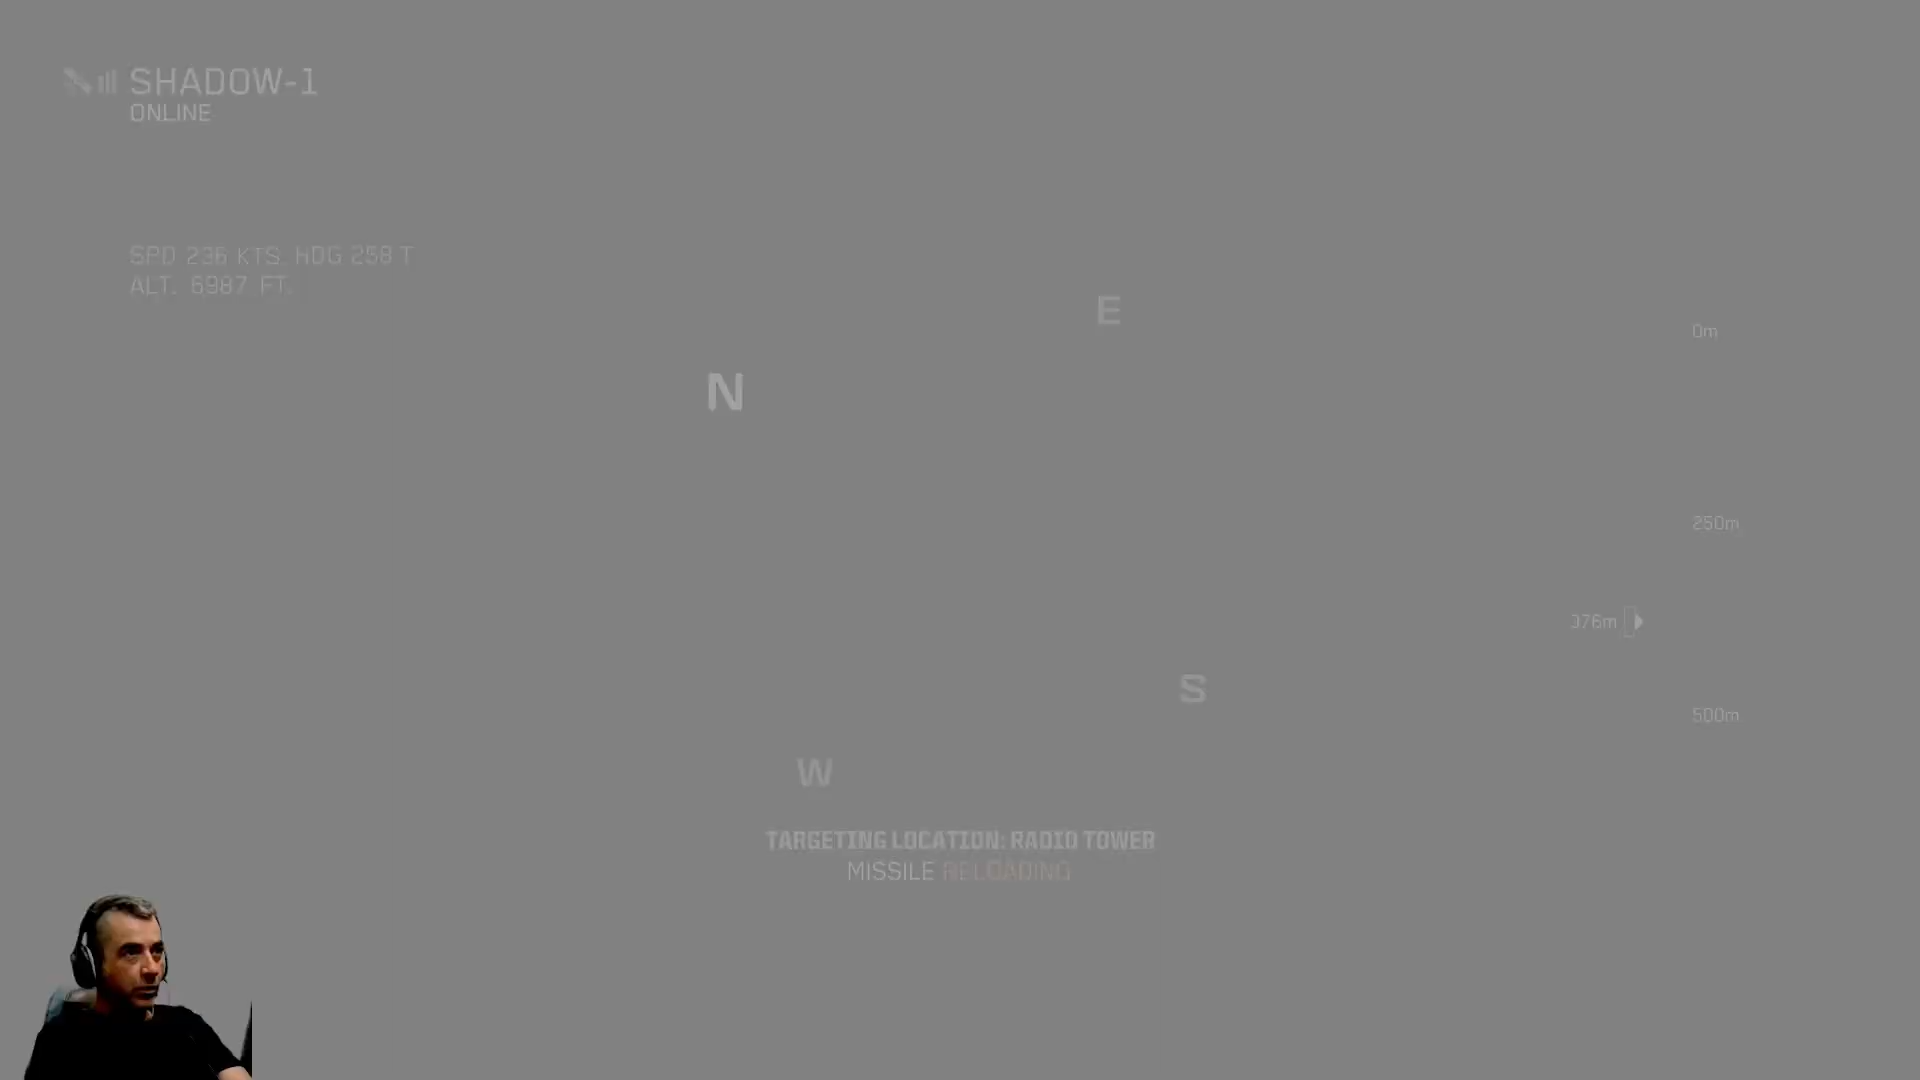 SHADOW-1
ONLINE
SPD 236 KTS. HDG 258 T
ALT. 6987 FT.
E
0m
N
250m
376m
S
500m
W
TARGETING LOCATION: RADIO TOWER
MISSILE RELOADING